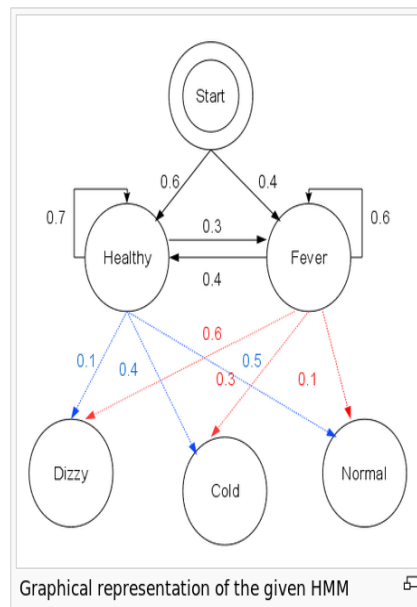 Start
0.6
0.4
0.7
0.3
0.6
Healthy
Fever
0.4
0.6
0.1
0.4
0.5
0.3
0.1
Dizzy
Cold
Normal
Graphical representation of the given HMM